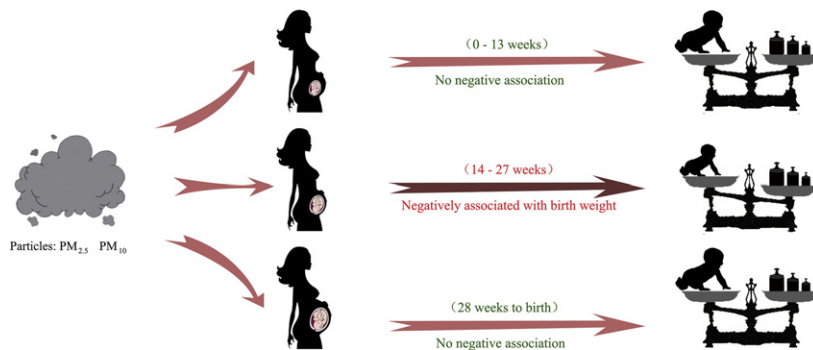 (0 - 13 weeks)
No negative association
(14 - 27 weeks)
Negatively associated with birth weight
Particles: PM2.5 PM10
(28 weeks to birth)
No negative association